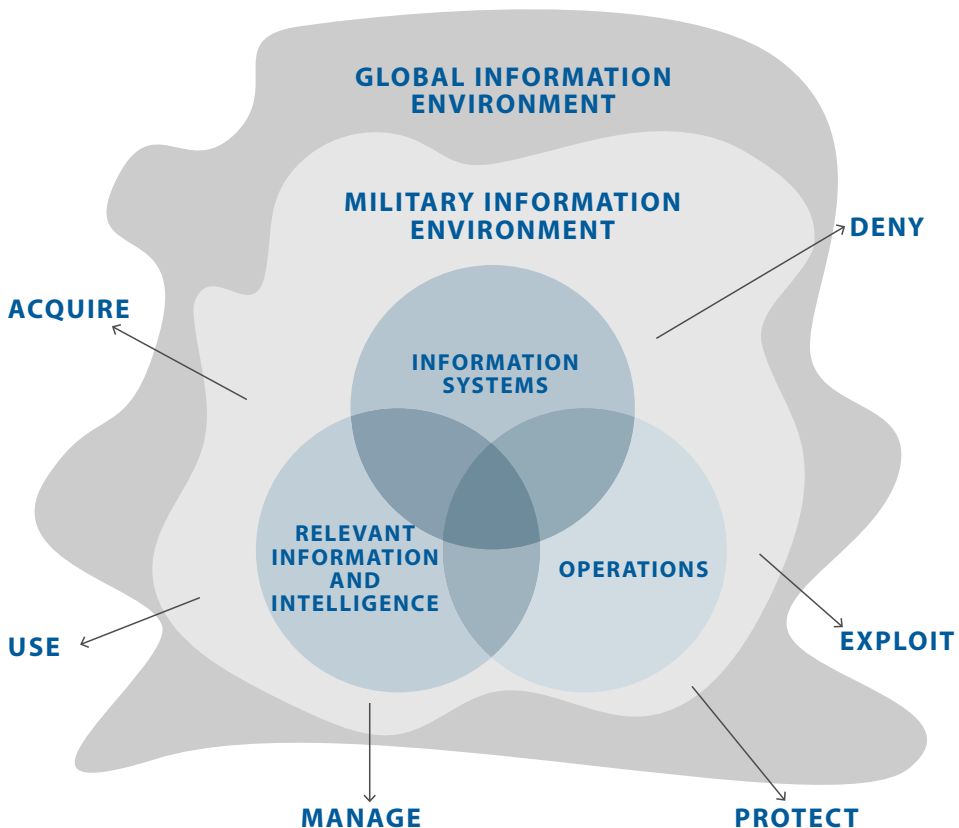 GLOBAL INFORMATION
ENVIRONMENT
MILITARY INFORMATION
ENVIRONMENT
DENY
ACQUIRE
INFORMATION
SYSTEMS
RELEVANT
INFORMATION
AND
INTELLIGENCE
OPERATIONS
USE
EXPLOIT
MANAGE
PROTECT